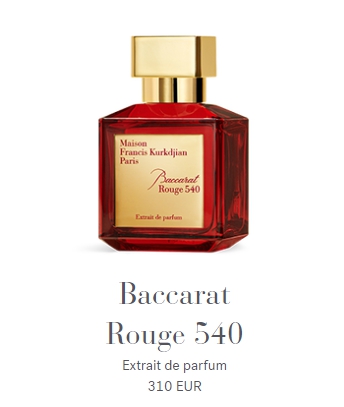 Maison
Francis Kurkdjian
Paris
Baccarat
Rouge 540
Extrait de parfum
Baccarat
Rouge 540
Extrait de parfum
310 EUR